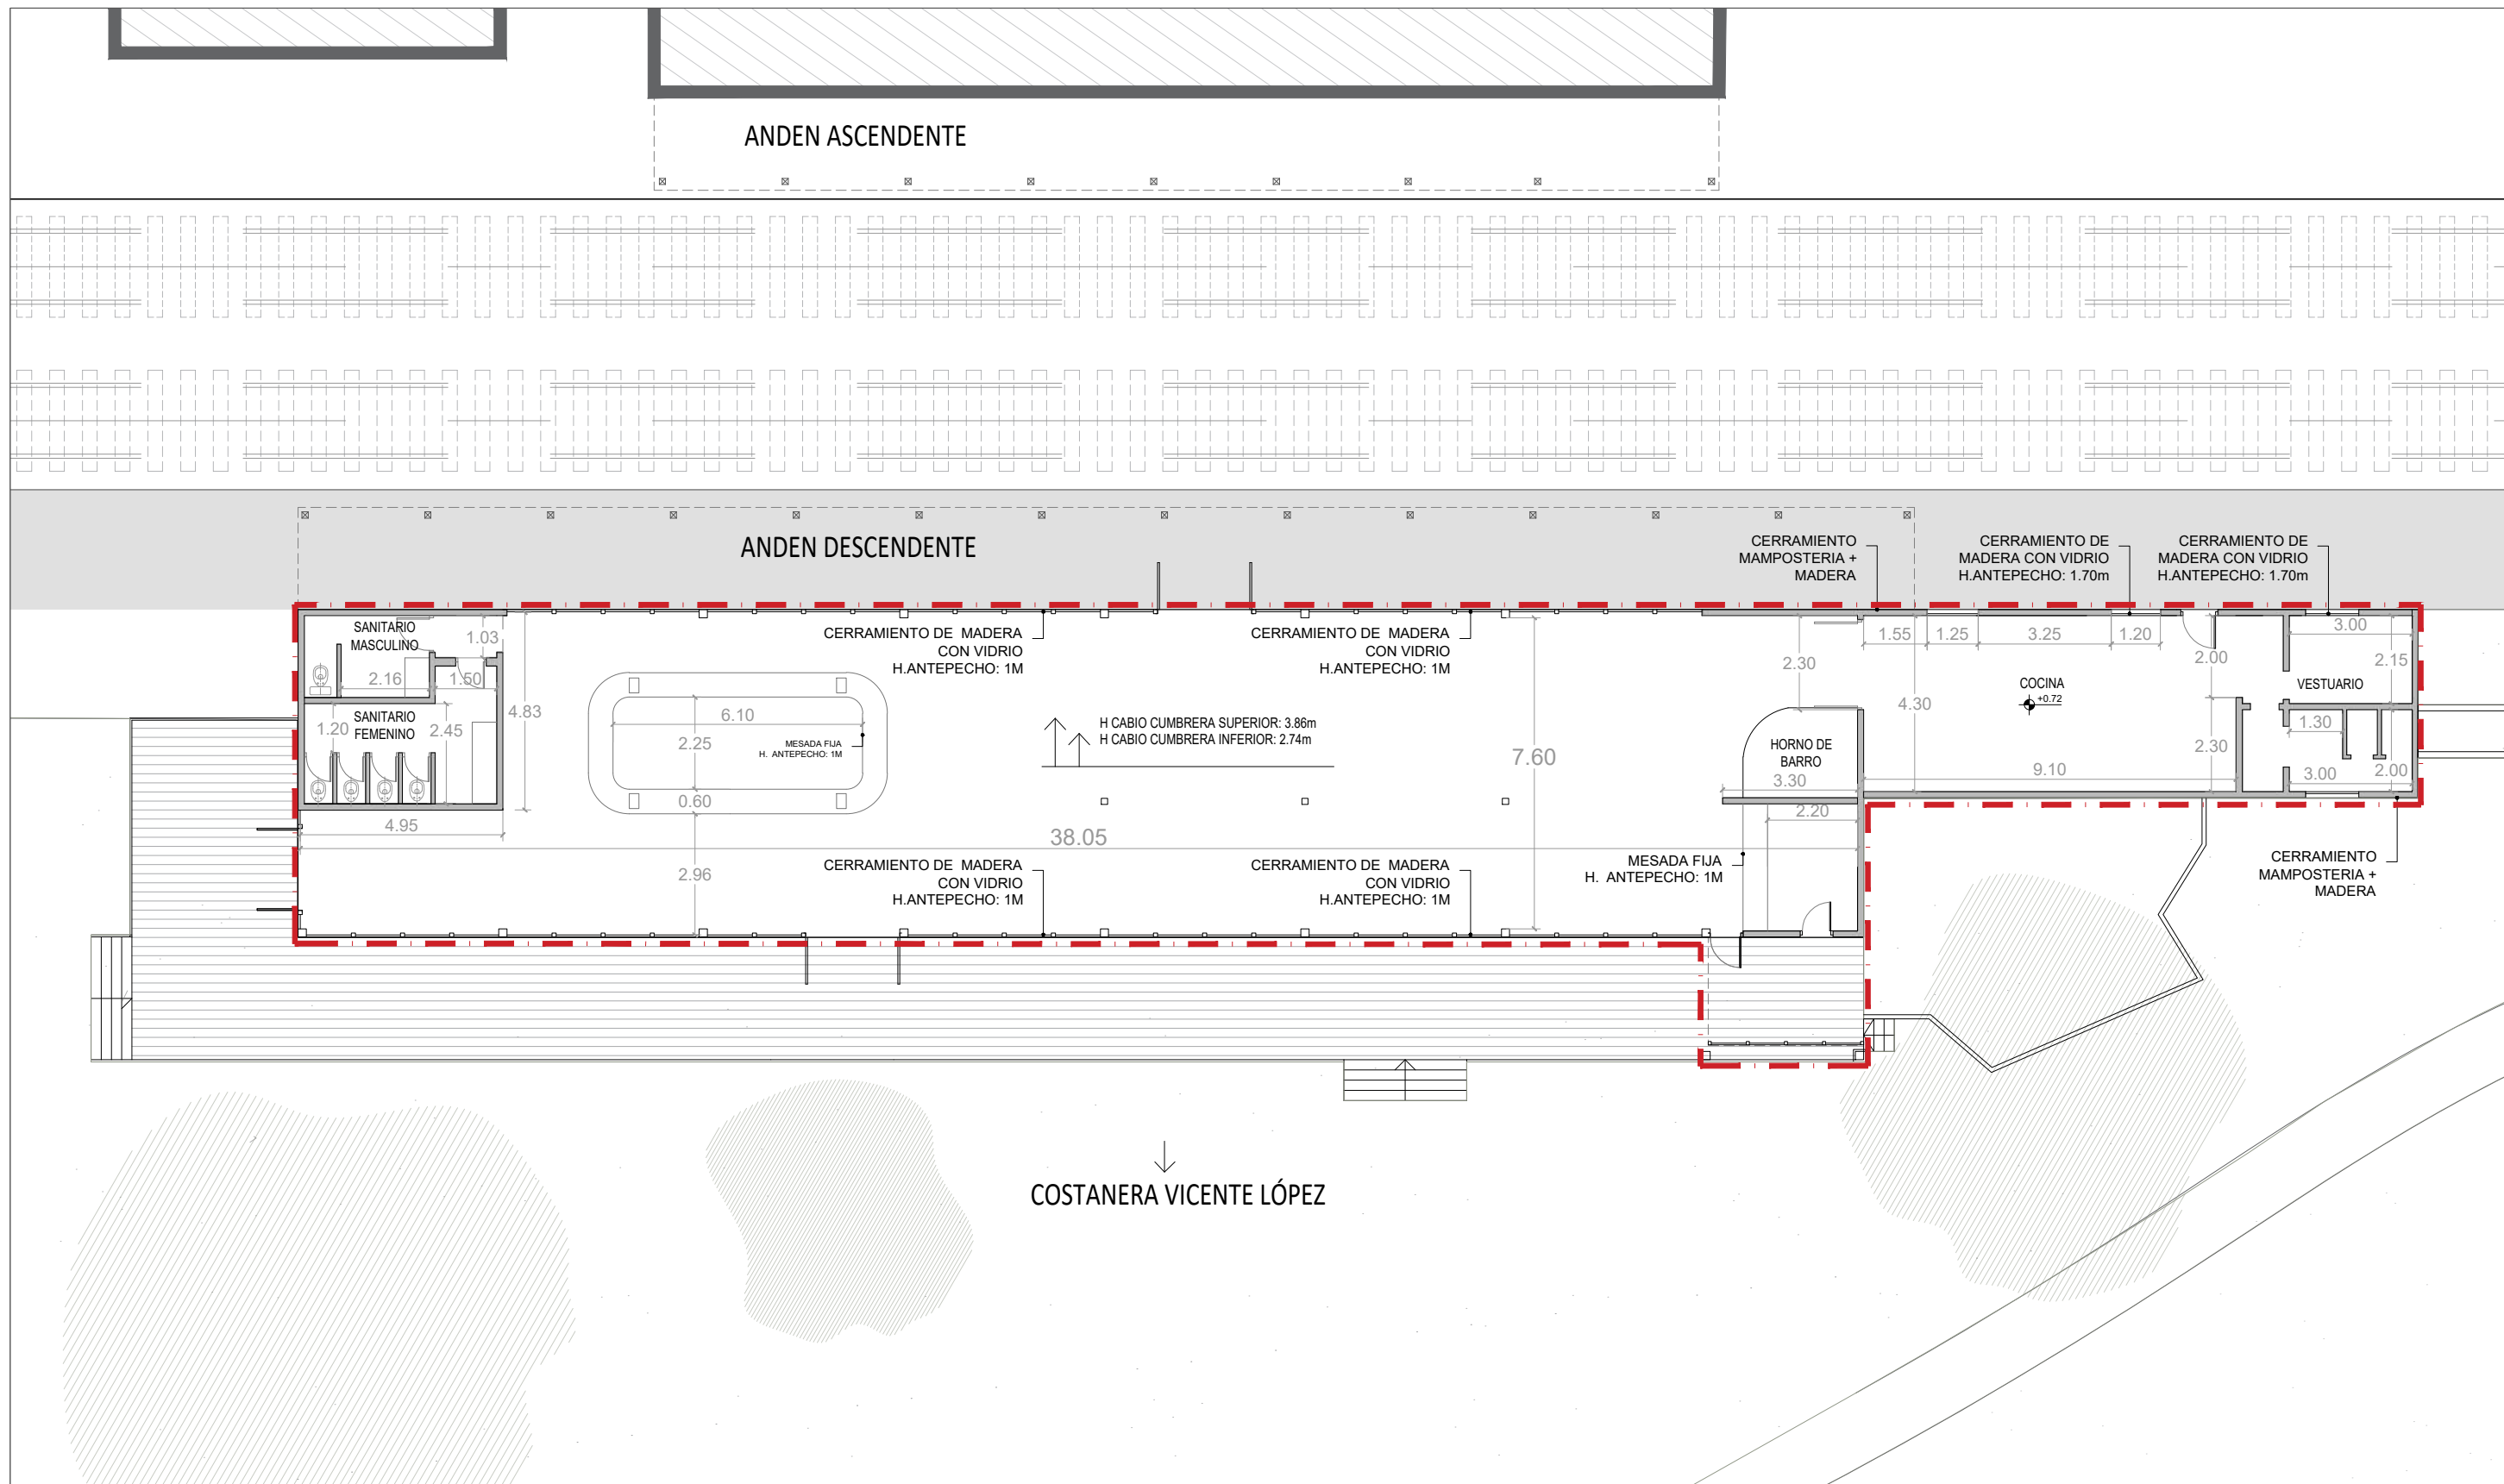 ANDEN ASCENDENTE
ANDEN DESCENDENTE
CERRAMIENTO
MAMPOSTERIA +
MADERA
CERRAMIENTO DE
MADERA CON VIDRIO
H.ANTEPECHO: 1.70m
CERRAMIENTO DE
MADERA CON VIDRIO
H.ANTEPECHO: 1.70m
SANITARIO
MASCULINO
1.03
2.16
1.50
SANITARIO
FEMENINO
1.20
2.45
4.83
4.95
CERRAMIENTO DE MADERA
CON VIDRIO
H.ANTEPECHO: 1M
CERRAMIENTO DE MADERA
CON VIDRIO
H.ANTEPECHO: 1M
6.10
2.25
MESADA FIJA
H. ANTEPECHO: 1M
0.60
2.96
H CABIO CUMBRERA SUPERIOR: 3.86m
H CABIO CUMBRERA INFERIOR: 2.74m
7.60
38.05
2.30
HORNO DE
BARRO
3.30
2.20
1.55
1.25
3.25
1.20
4.30
COCINA
+0.72
2.00
2.30
9.10
3.00
2.15
VESTUARIO
1.30
3.00
2.00
CERRAMIENTO DE MADERA
CON VIDRIO
H.ANTEPECHO: 1M
CERRAMIENTO DE MADERA
CON VIDRIO
H.ANTEPECHO: 1M
MESADA FIJA
H. ANTEPECHO: 1M
CERRAMIENTO
MAMPOSTERIA +
MADERA
COSTANERA VICENTE LÓPEZ